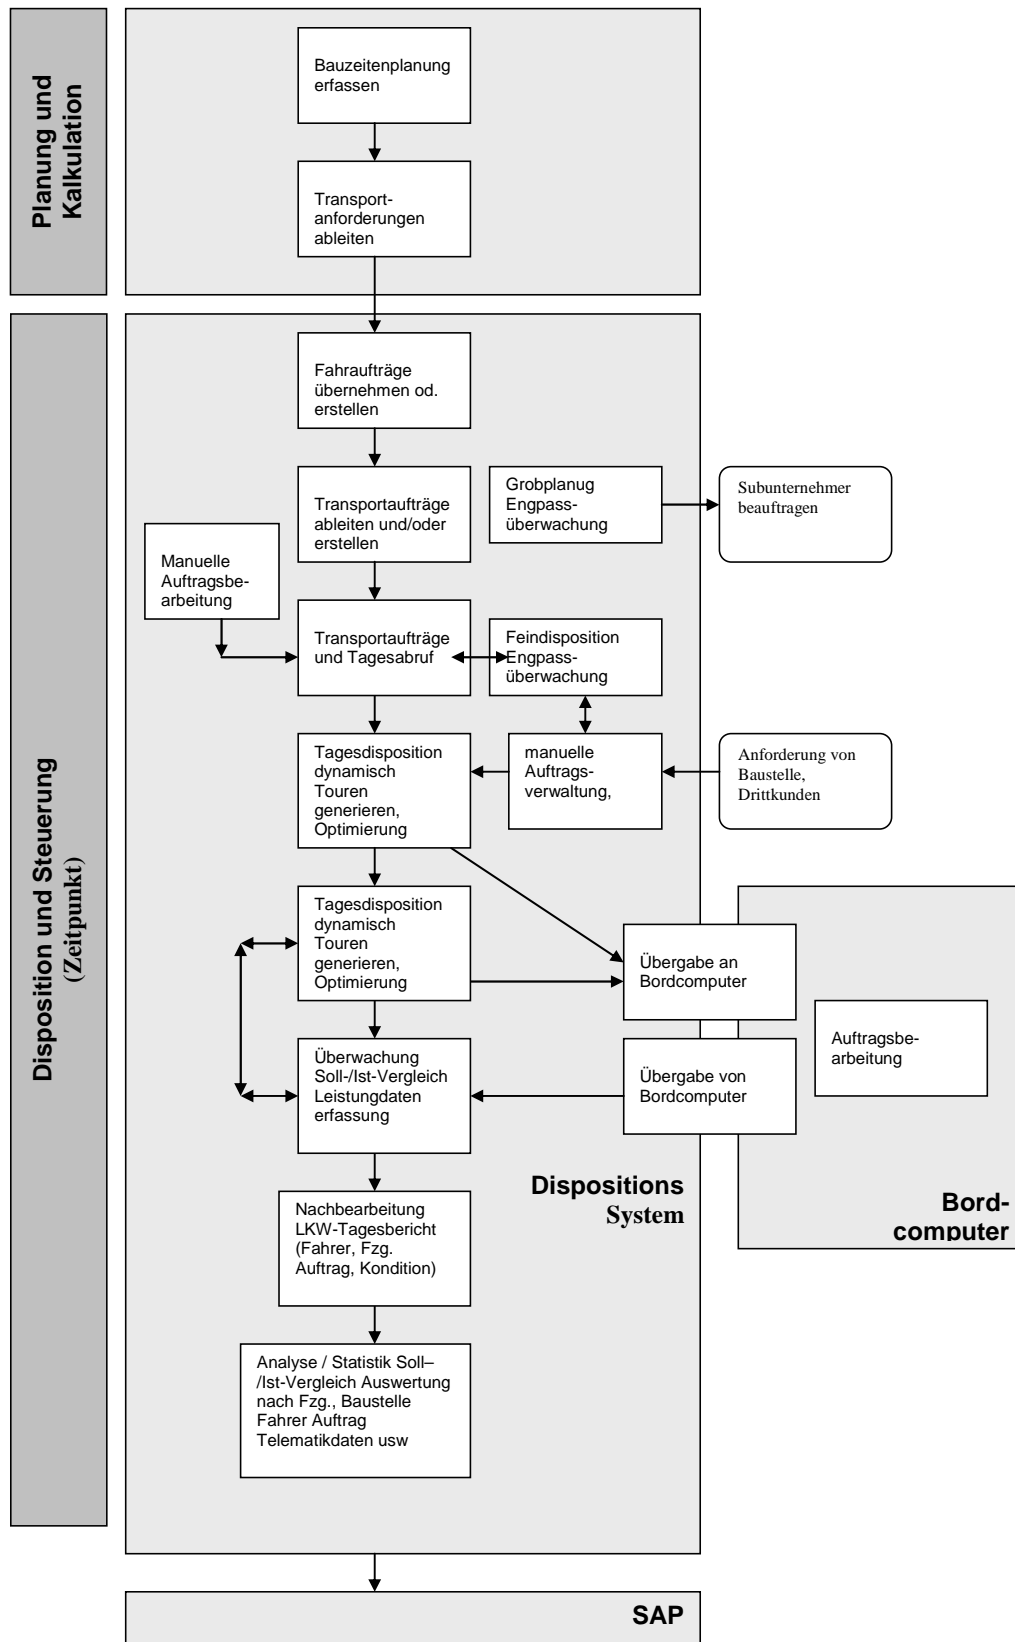 Planung und
Kalkulation
Bauzeitenplanung
erfassen
Transport-
anforderungen
ableiten
Disposition und Steuerung
(Zeitpunkt)
Fahraufträge
übernehmen od.
erstellen
Transportaufträge
ableiten und/oder
erstellen
Grobplanug
Engpass-
überwachung
Subunternehmer
beauftragen
Manuelle
Auftragsbe-
arbeitung
Transportaufträge
und Tagesabruf
Feindisposition
Engpass-
überwachung
Tagesdisposition
dynamisch
Touren
generieren,
Optimierung
manuelle
Auftrags-
verwaltung,
Anforderung von
Baustelle,
Drittkunden
Tagesdisposition
dynamisch
Touren
generieren,
Optimierung
Übergabe an
Bordcomputer
Auftragsbe-
arbeitung
Überwachung
Soll-/Ist-Vergleich
Leistungdaten
erfassung
Übergabe von
Bordcomputer
Dispositions
System
Bord-
computer
Nachbearbeitung
LKW-Tagesbericht
(Fahrer, Fzg.
Auftrag, Kondition)
Analyse / Statistik Soll–
/Ist-Vergleich Auswertung
nach Fzg., Baustelle
Fahrer Auftrag
Telematikdaten usw
SAP